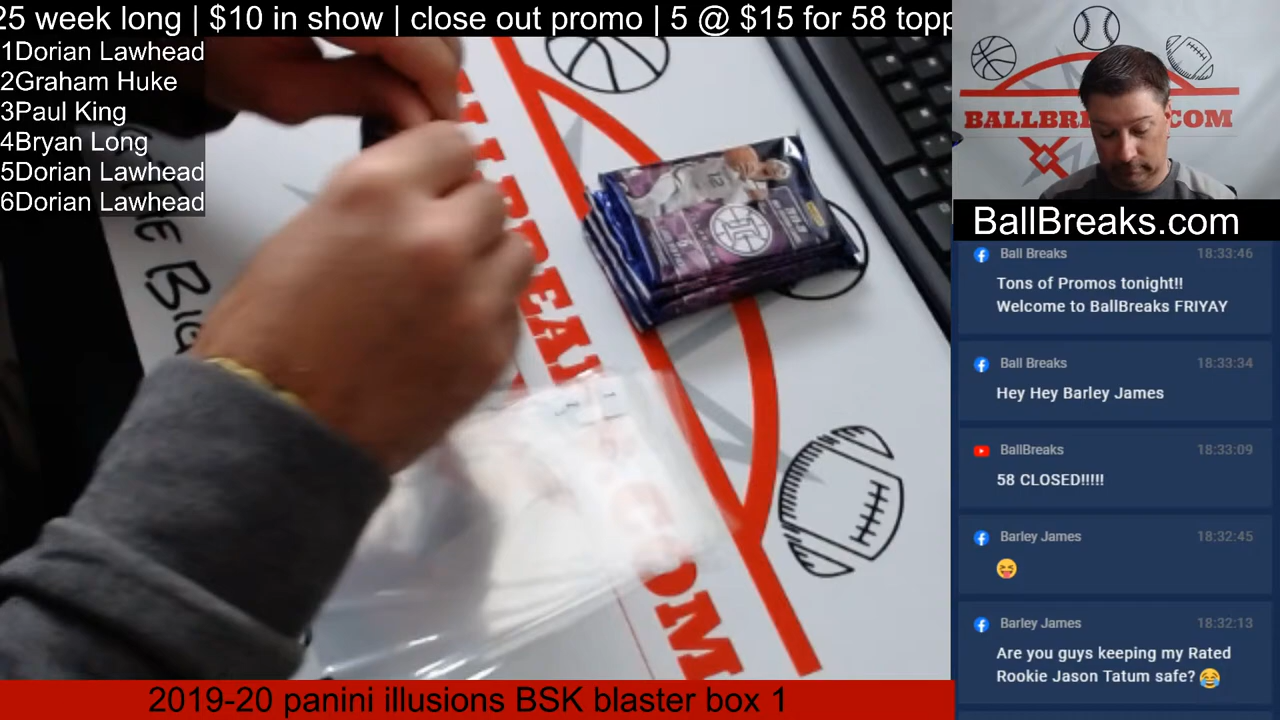 25 week long | $10 in show | close out promo | 5 @ $15 for 58 topp
1Dorian Lawhead
2Graham Huke
3Paul King
4Bryan Long
5Dorian Lawhead
6Dorian Lawhead
THE BIG
.COM
BALLBRE .COM
BallBreaks.com
Ball Breaks 18:33:46
Tons of Promos tonight!!
Welcome to BallBreaks FRIYAY
Ball Breaks 18:33:34
Hey Hey Barley James
BallBreaks 18:33:09
58 CLOSED!!!!!
Barley James 18:32:45
😝
Barley James 18:32:13
Are you guys keeping my Rated
Rookie Jason Tatum safe? 😂
2019-20 panini illusions BSK blaster box 1